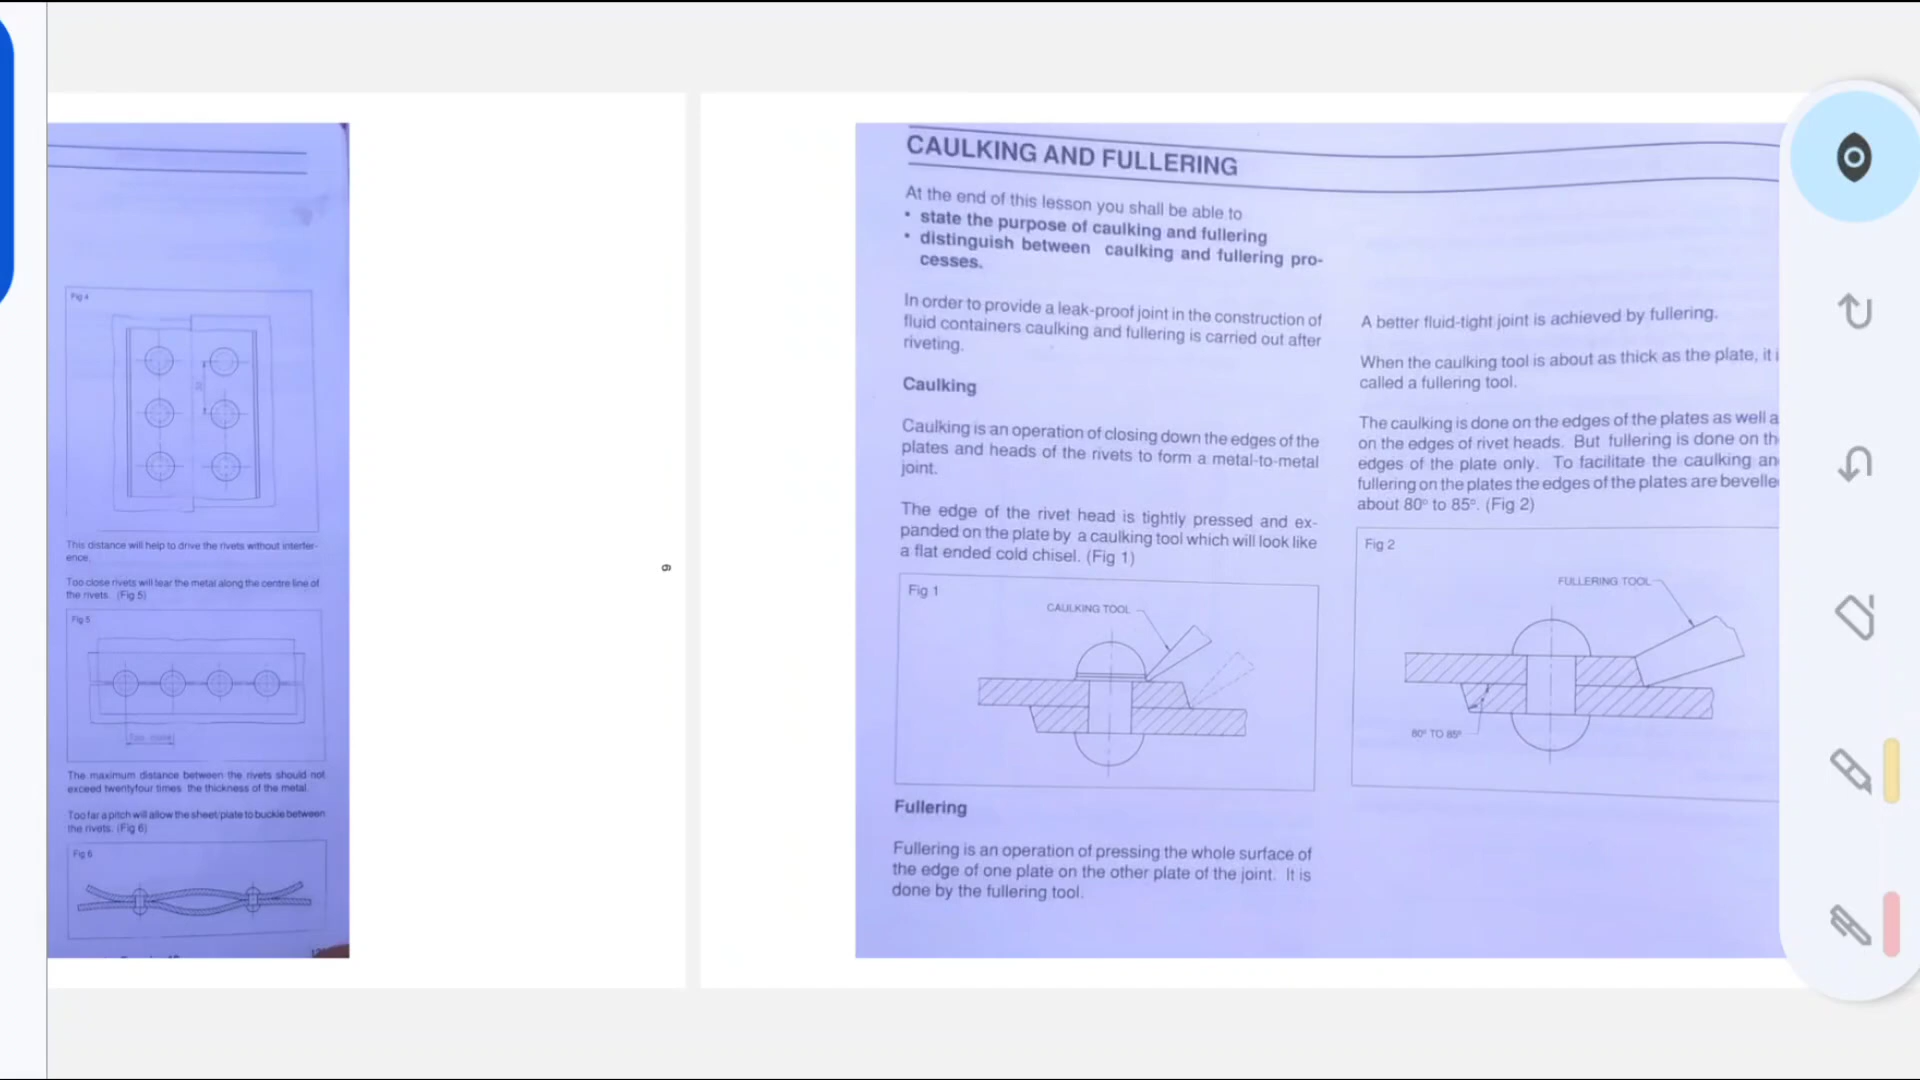 Fig 4
This distance will help to drive the rivets without interfer-
ence.
Too close rivets will tear the metal along the centre line of
the rivets. (Fig 5)
Fig 5
The maximum distance between the rivets should not
exceed twentyfour times the thickness of the metal.
Too far a pitch will allow the sheet/plate to buckle between
the rivets. (Fig 6)
Fig 6
CAULKING AND FULLERING
At the end of this lesson you shall be able to
• state the purpose of caulking and fullering
• distinguish between caulking and fullering pro-
cesses.
In order to provide a leak-proof joint in the construction of
fluid containers caulking and fullering is carried out after
riveting.
Caulking
Caulking is an operation of closing down the edges of the
plates and heads of the rivets to form a metal-to-metal
joint.
The edge of the rivet head is tightly pressed and ex-
panded on the plate by a caulking tool which will look like
a flat ended cold chisel. (Fig 1)
Fig 1
CAULKING TOOL
Fullering
Fullering is an operation of pressing the whole surface of
the edge of one plate on the other plate of the joint. It is
done by the fullering tool.
A better fluid-tight joint is achieved by fullering.
When the caulking tool is about as thick as the plate, it i
called a fullering tool.
The caulking is done on the edges of the plates as well a
on the edges of rivet heads. But fullering is done on th
edges of the plate only. To facilitate the caulking an
fullering on the plates the edges of the plates are bevelle
about 80° to 85°. (Fig 2)
Fig 2
FULLERING TOOL
80° TO 85°